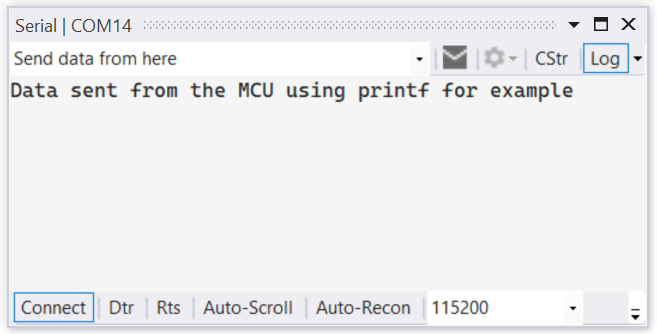 Serial | COM14
Send data from here CStr Log
Data sent from the MCU using printf for example
Connect Dtr Rts Auto-Scroll Auto-Recon 115200